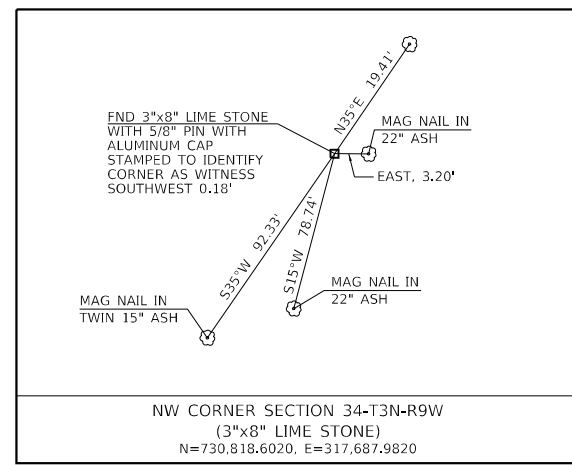 N35°E 19.41'
FND 3"x8" LIME STONE
WITH 5/8" PIN WITH
ALUMINUM CAP
STAMPED TO IDENTIFY
CORNER AS WITNESS
SOUTHWEST 0.18'
MAG NAIL IN
22" ASH
EAST, 3.20'
S35°W 92.33'
S15°W 78.74'
MAG NAIL IN
22" ASH
MAG NAIL IN
TWIN 15" ASH
NW CORNER SECTION 34-T3N-R9W
(3"x8" LIME STONE)
N=730,818.6020, E=317,687.9820